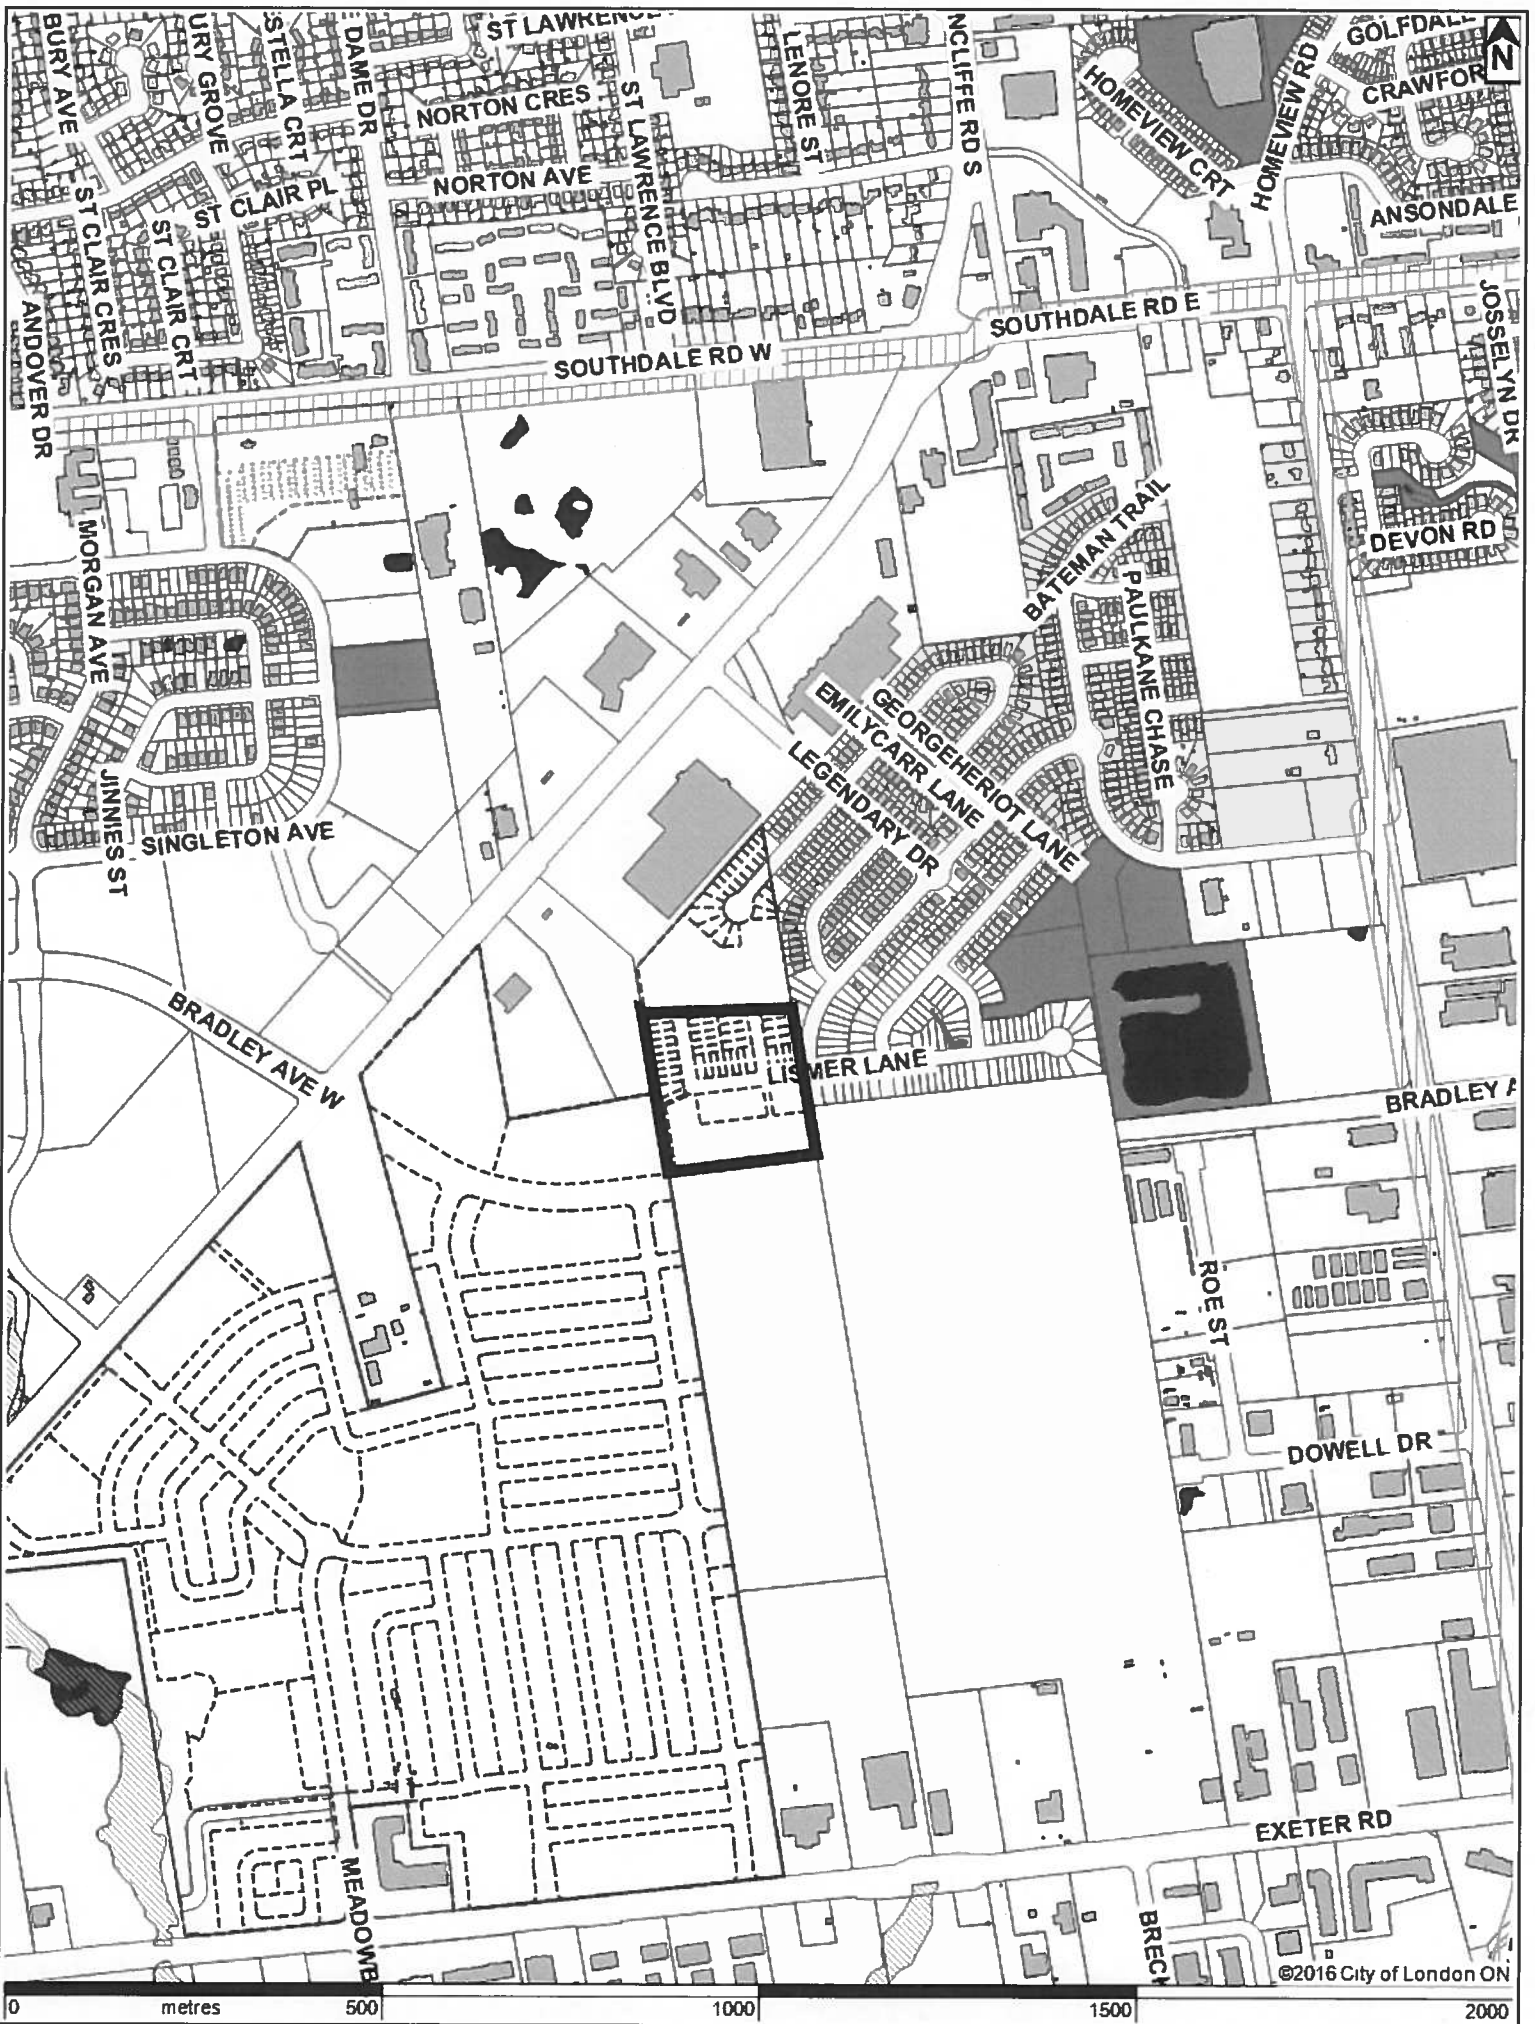 ST LAWRENCE
GOLFDALE
N
BURY AVE
URY GROVE
STELLA CRT
DAME DR
NORTON CRES
ST LAWRENCE BLVD
LENORE ST
NCLIFFE RD S
HOMEVIEW CRT
HOMEVIEW RD
CRAWFOR
NORTON AVE
ST CLAIR PL
ST CLAIR CRES
ST CLAIR CRT
ANSONDALE
ANDOVER DR
SOUTHDALE RD W
SOUTHDALE RD E
JOSSELYN DR
MORGAN AVE
BATEMAN TRAIL
DEVON RD
PAULKANE CHASE
GEORGEHERIOT LANE
EMILYCARR LANE
LEGENDARY DR
JINNIES ST
SINGLETON AVE
BRADLEY AVE W
LISMER LANE
BRADLEY A
ROE ST
DOWELL DR
EXETER RD
MEADOWB
BRECK
©2016 City of London ON
0 metres 500 1000 1500 2000